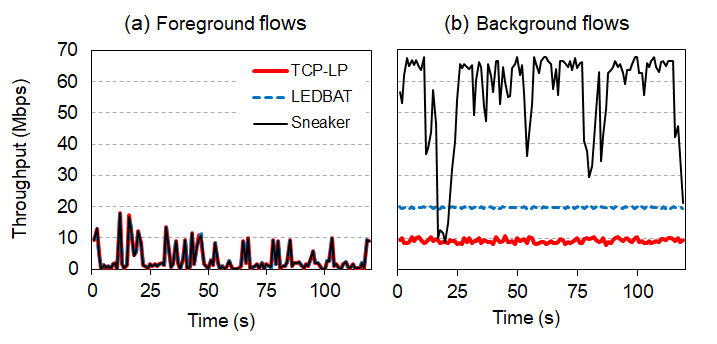 (a) Foreground flows
(b) Background flows
Throughput (Mbps)
70
60
50
40
30
20
10
0
TCP-LP
LEDBAT
Sneaker
0 25 50 75 100
0 25 50 75 100
Time (s)
Time (s)